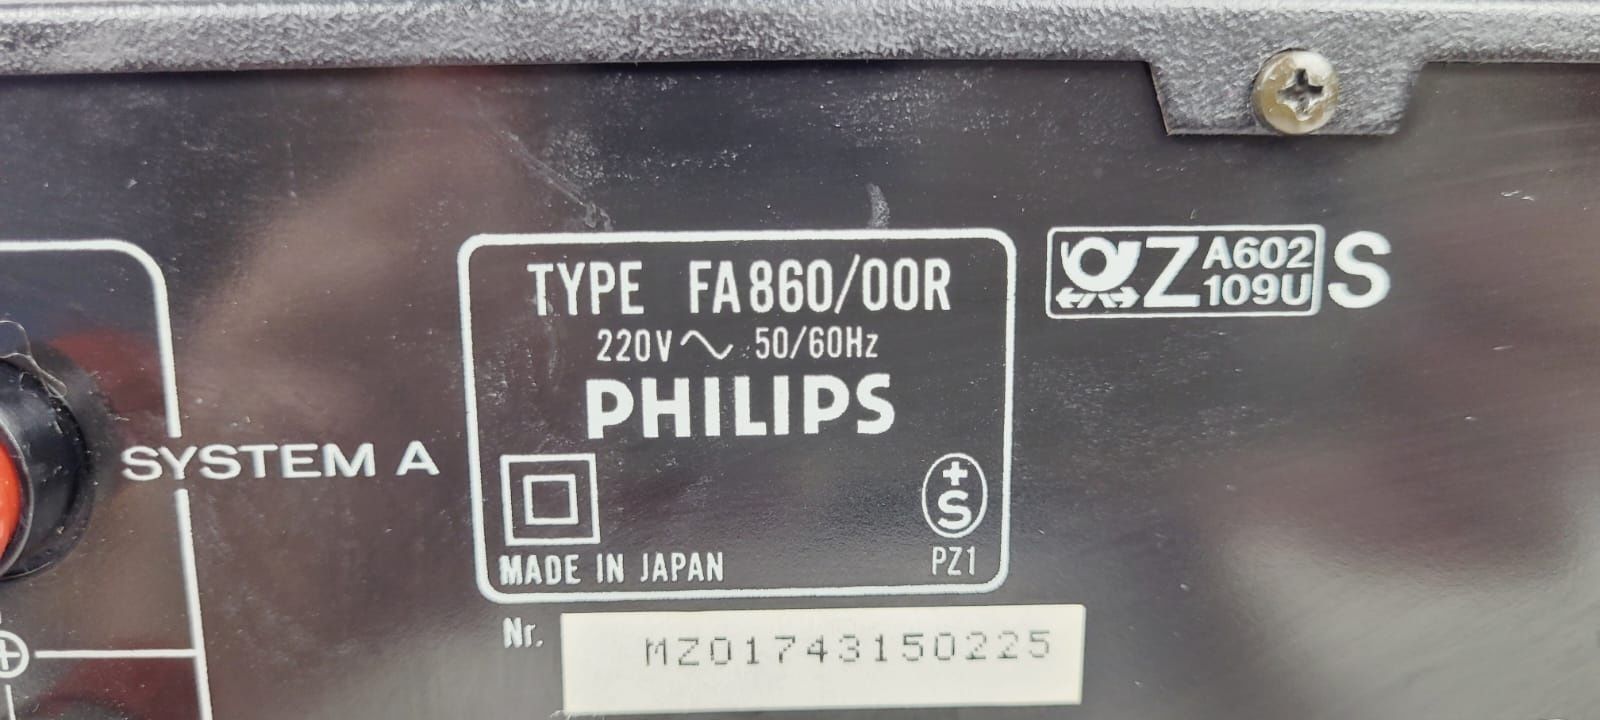 TYPE FA860/00R
220V～ 50/60Hz
PHILIPS
MADE IN JAPAN
S
PZ1
Z A602
109U S
SYSTEM A
Nr. MZ01743150225